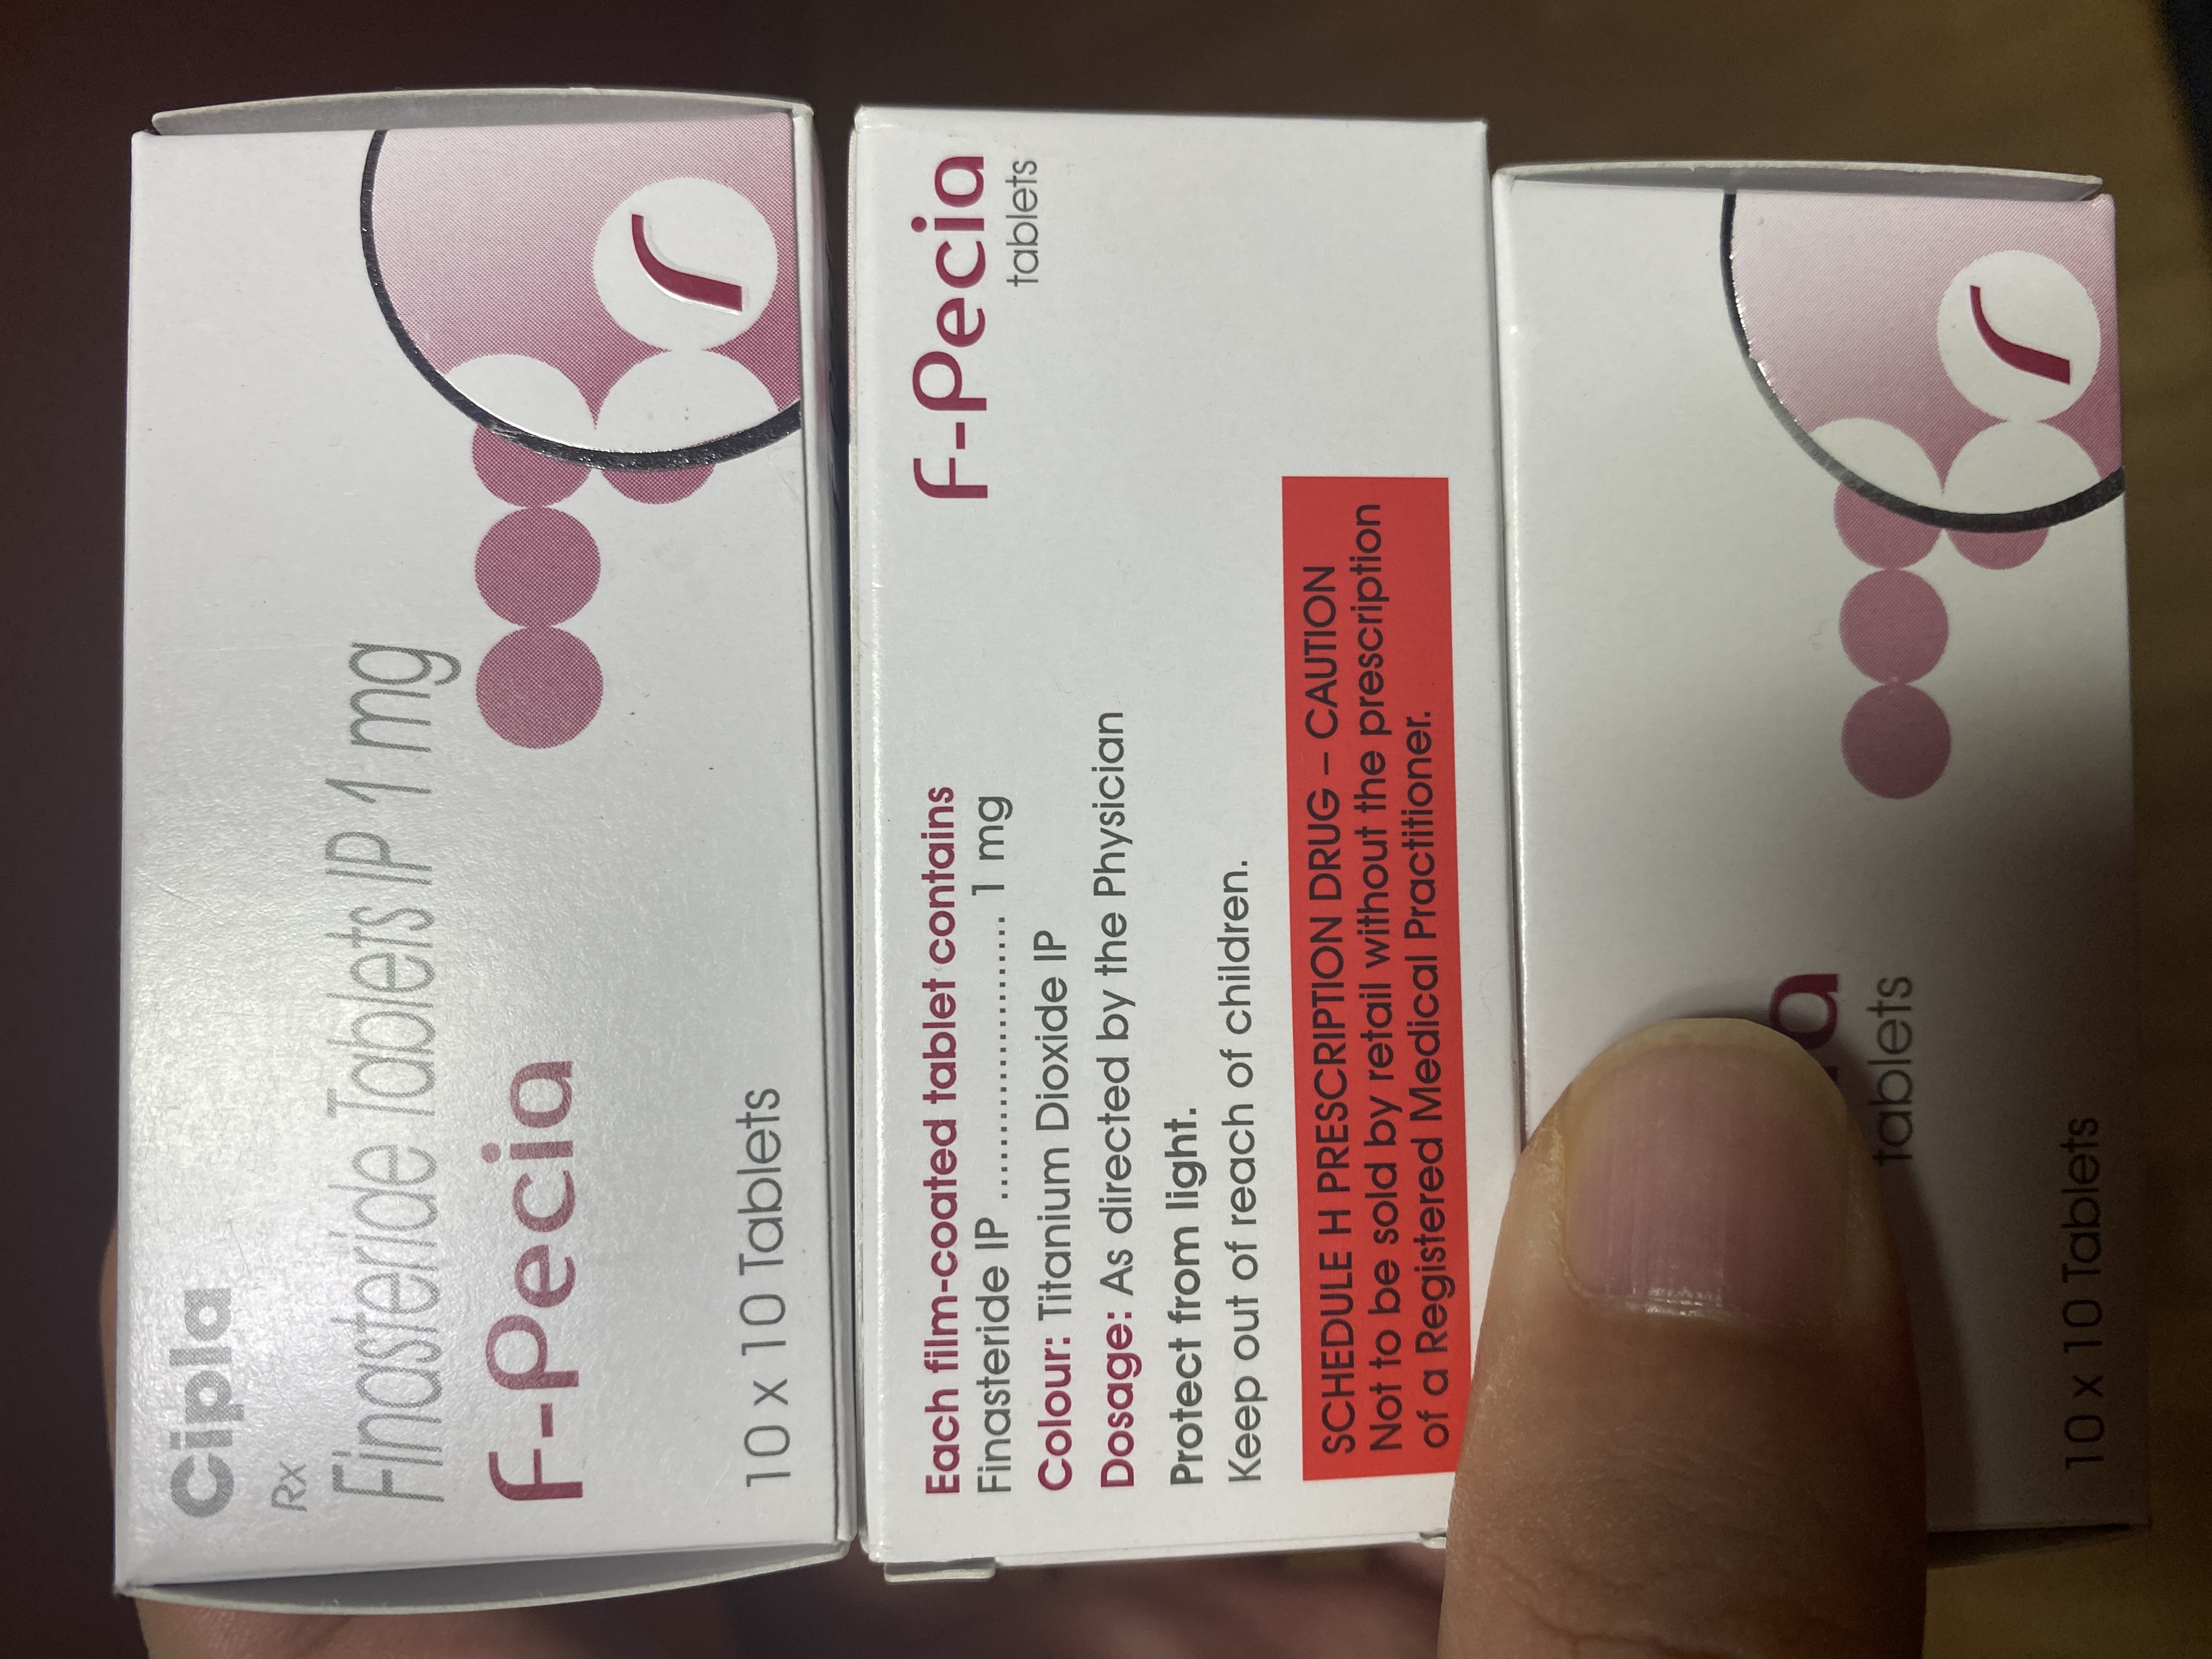 Cipla
Rx
Finasteride Tablets IP 1 mg
F-Pecia
10 x 10 Tablets
F-Pecia
tablets
Each film-coated tablet contains
Finasteride IP ........................ 1 mg
Colour: Titanium Dioxide IP
Dosage: As directed by the Physician
Protect from light.
Keep out of reach of children.
SCHEDULE H PRESCRIPTION DRUG – CAUTION
Not to be sold by retail without the prescription
of a Registered Medical Practitioner.
tablets
10 x 10 Tablets